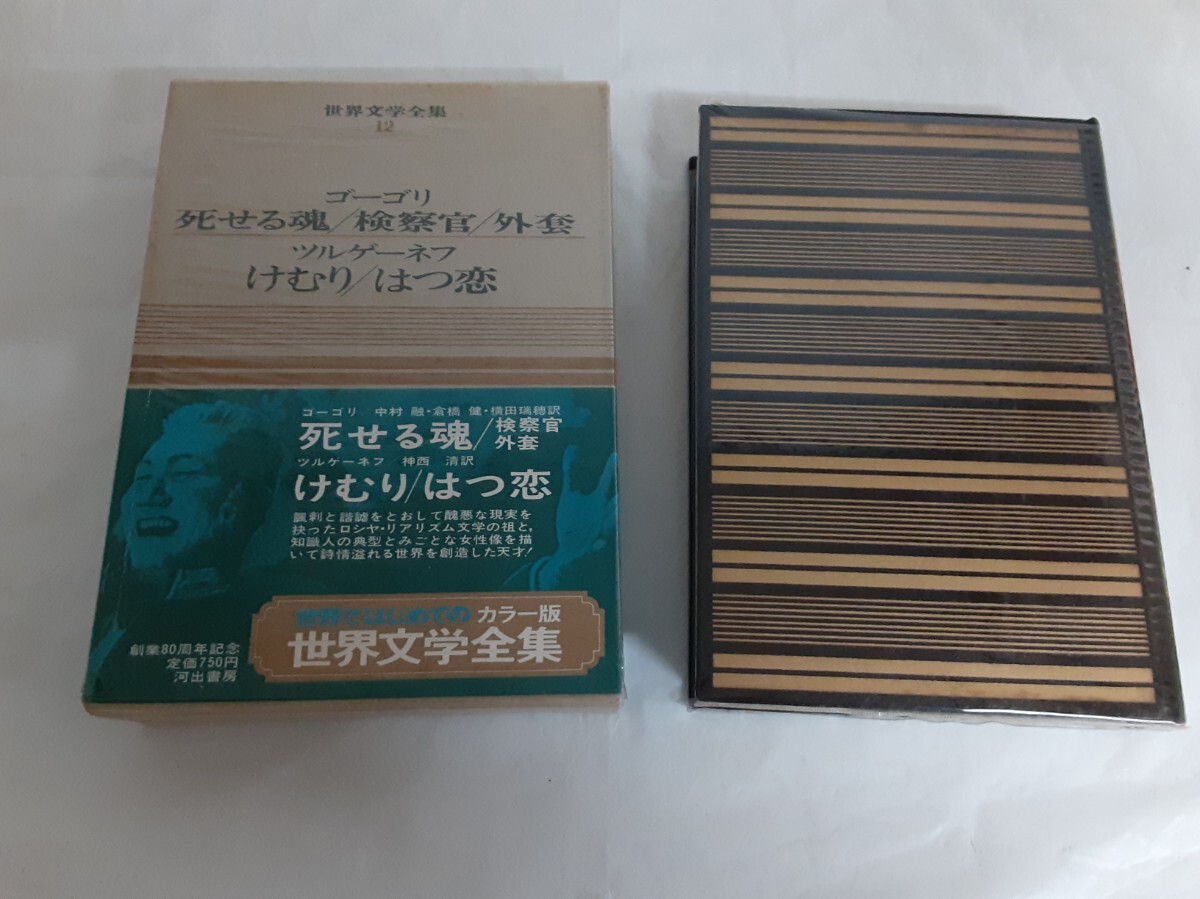 世界文学全集
12
ゴーゴリ
死せる魂/検察官/外套
ツルゲーネフ
けむり/はつ恋
ゴーゴリ 中村 融・倉橋 健・横田瑞穂訳
死せる魂/検察官
外套
ツルゲーネフ 神西 清訳
けむり/はつ恋
諷刺と諧謔をとおして醜悪な現実を
抉ったロシヤ・リアリズム文学の祖と,
知識人の典型とみごとな女性像を描
いて詩情溢れる世界を創造した天才!
世界ではじめての カラー版
世界文学全集
創業80周年記念
定価750円
河出書房